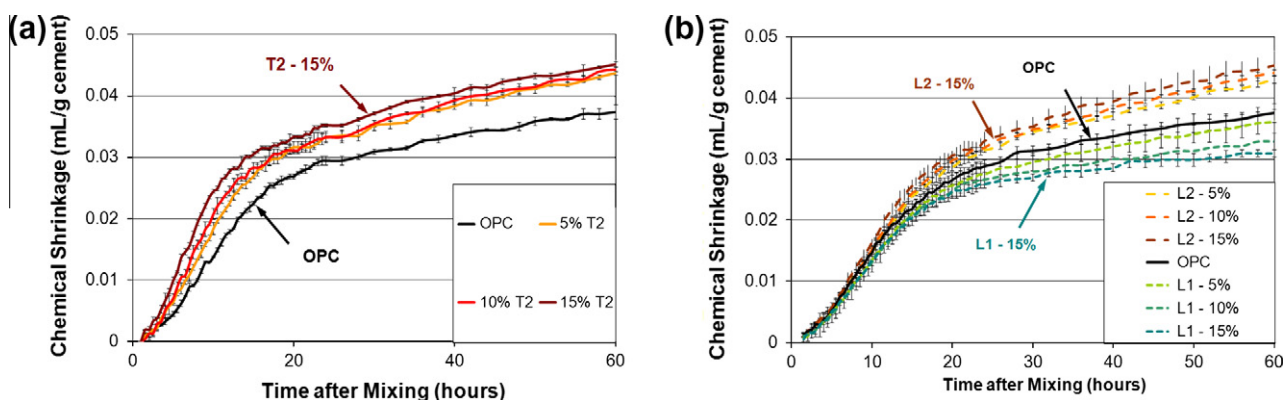 (a)
Chemical Shrinkage (mL/g cement)
0.05
0.04
0.03
0.02
0.01
0
T2 - 15%
OPC
OPC
5% T2
10% T2
15% T2
0
20
40
60
Time after Mixing (hours)
(b)
Chemical Shrinkage (mL/g cement)
0.05
0.04
0.03
0.02
0.01
0
L2 - 15%
OPC
L1 - 15%
L2 - 5%
L2 - 10%
L2 - 15%
OPC
L1 - 5%
L1 - 10%
L1 - 15%
0
10
20
30
40
50
60
Time after Mixing (hours)